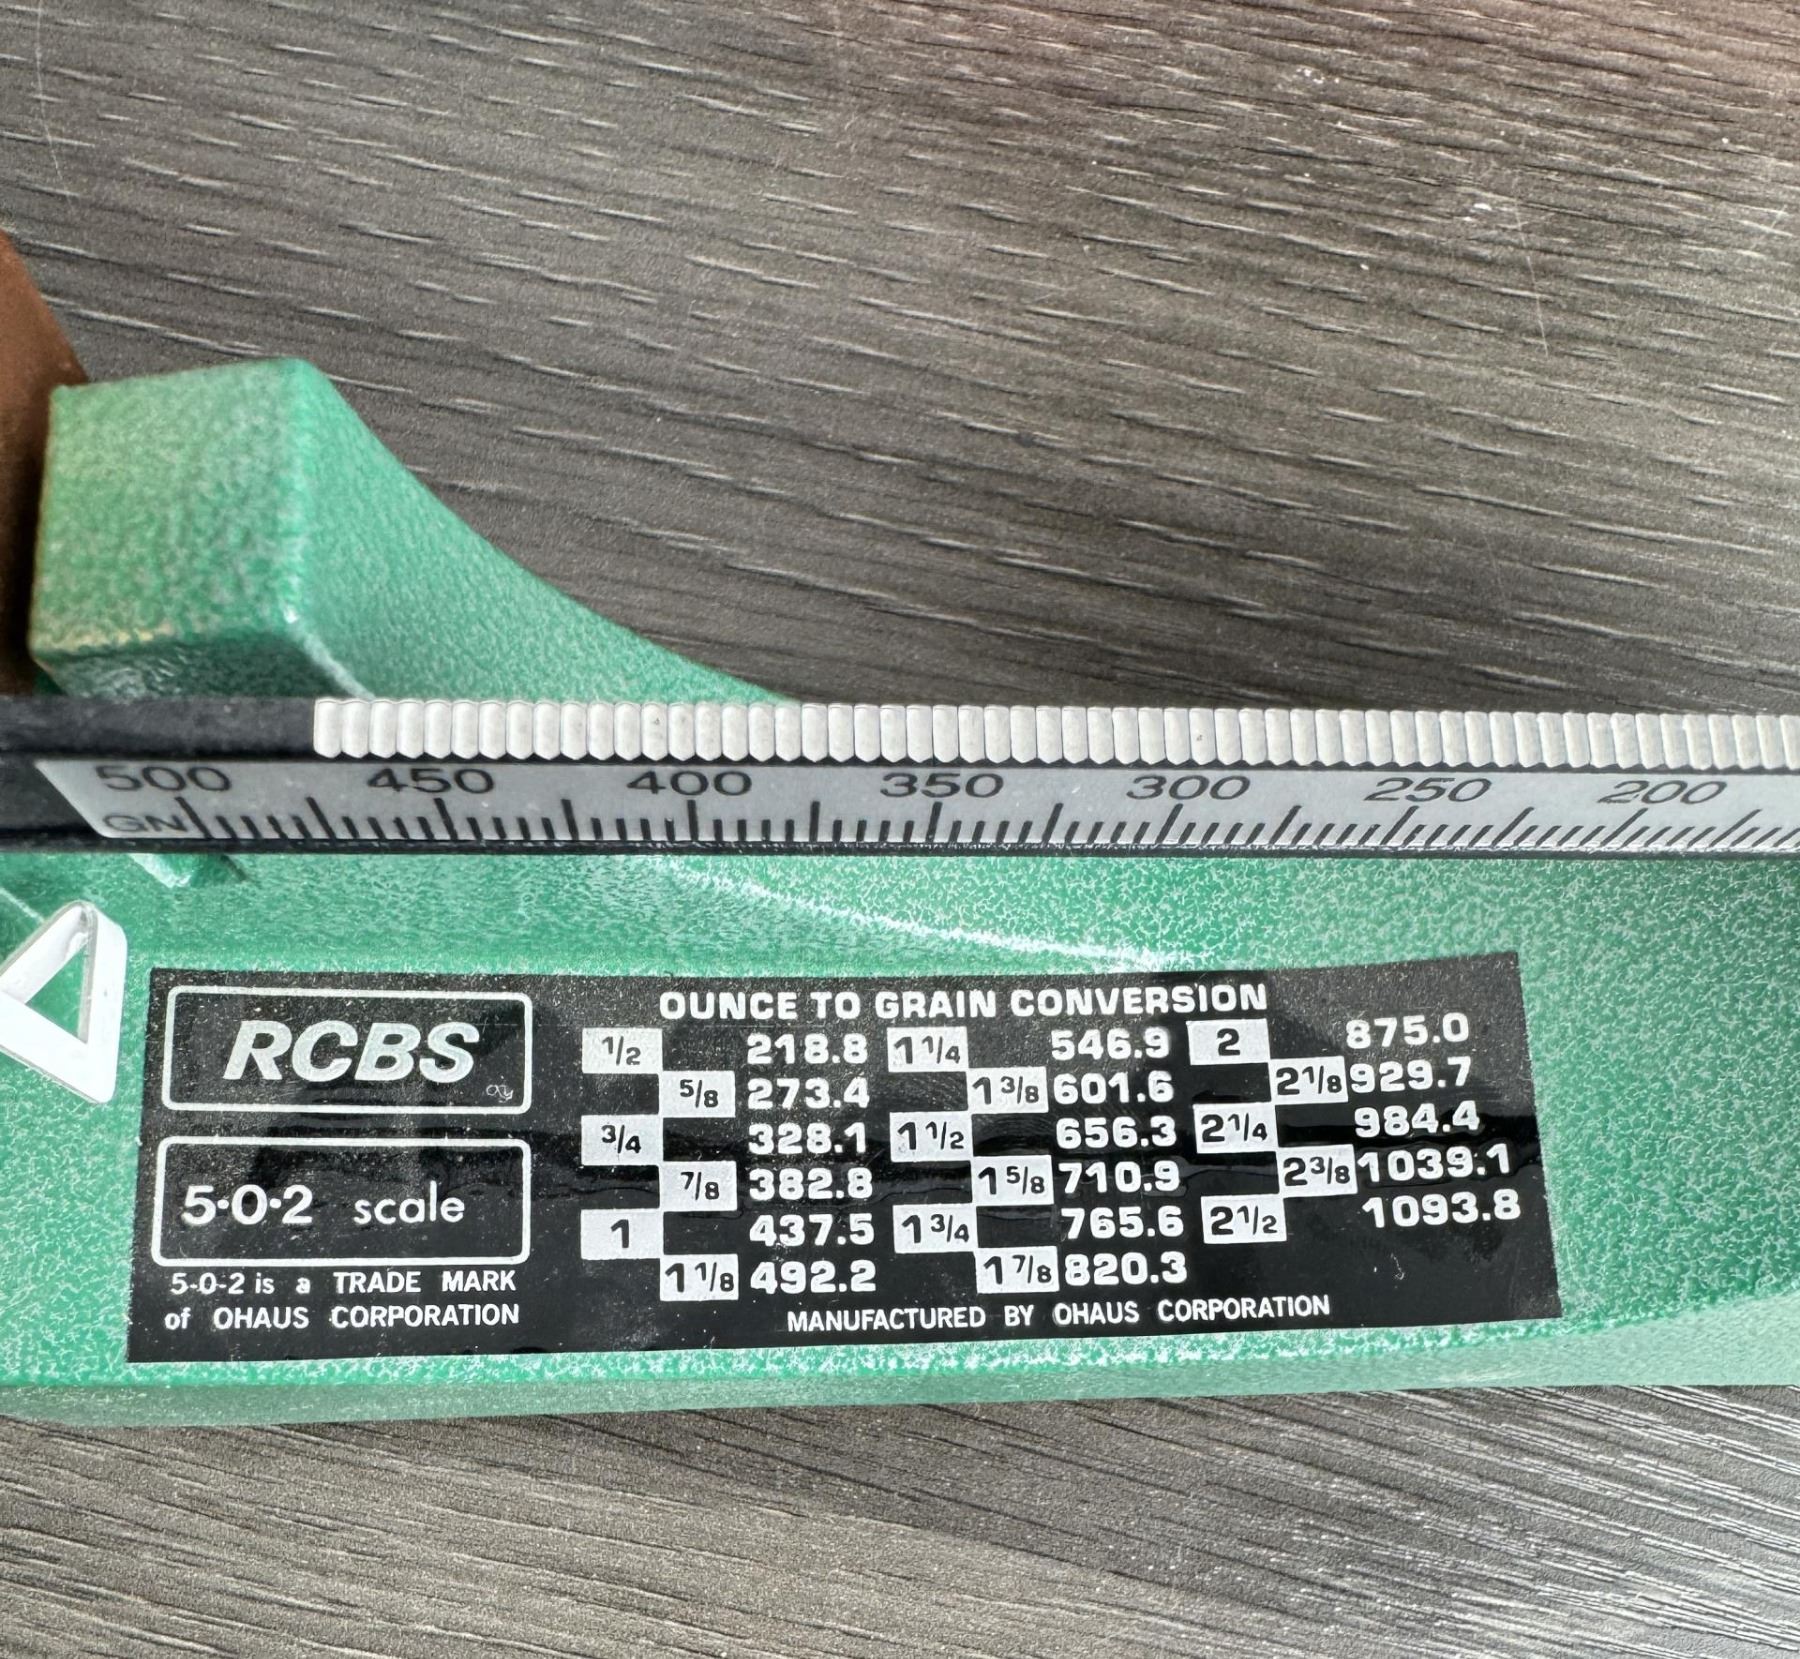 500 450 400 350 300 250 200
GN
RCBS
5·0·2 scale
5-0-2 is a TRADE MARK
of OHAUS CORPORATION
OUNCE TO GRAIN CONVERSION
1/2 218.8 1 1/4 546.9 2 875.0
5/8 273.4 1 3/8 601.6 2 1/8 929.7
3/4 328.1 1 1/2 656.3 2 1/4 984.4
7/8 382.8 1 5/8 710.9 2 3/8 1039.1
1 437.5 1 3/4 765.6 2 1/2 1093.8
1 1/8 492.2 1 7/8 820.3
MANUFACTURED BY OHAUS CORPORATION